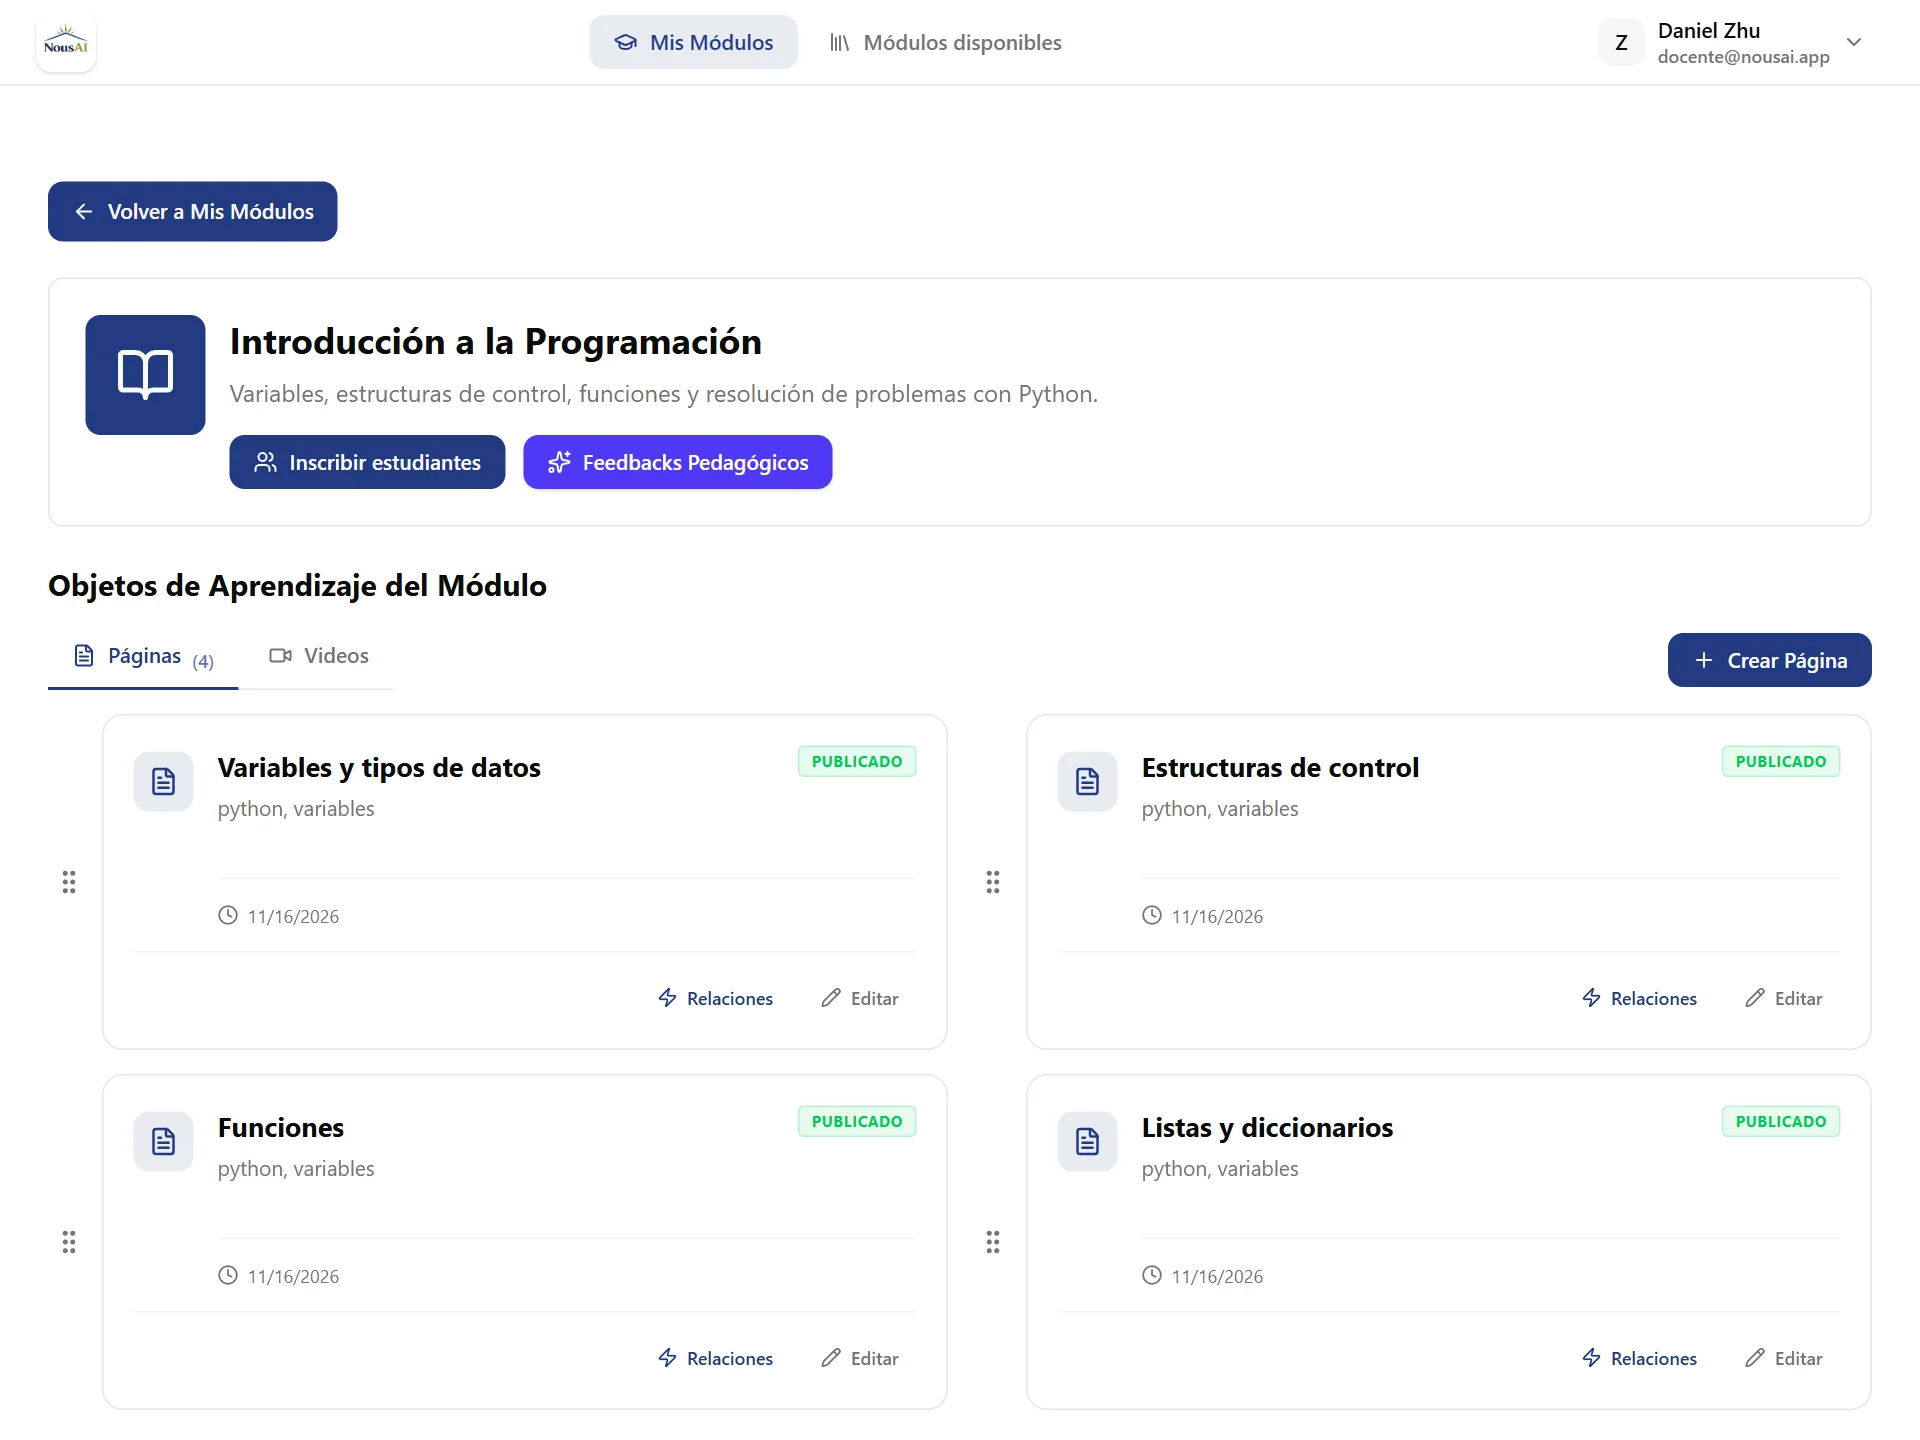 NousAI
Mis Módulos
Módulos disponibles
Z
Daniel Zhu
docente@nousai.app
Volver a Mis Módulos
Introducción a la Programación
Variables, estructuras de control, funciones y resolución de problemas con Python.
Inscribir estudiantes
Feedbacks Pedagógicos
Objetos de Aprendizaje del Módulo
Páginas (4)
Videos
Crear Página
Variables y tipos de datos
PUBLICADO
python, variables
11/16/2026
Relaciones
Editar
Estructuras de control
PUBLICADO
python, variables
11/16/2026
Relaciones
Editar
Funciones
PUBLICADO
python, variables
11/16/2026
Relaciones
Editar
Listas y diccionarios
PUBLICADO
python, variables
11/16/2026
Relaciones
Editar